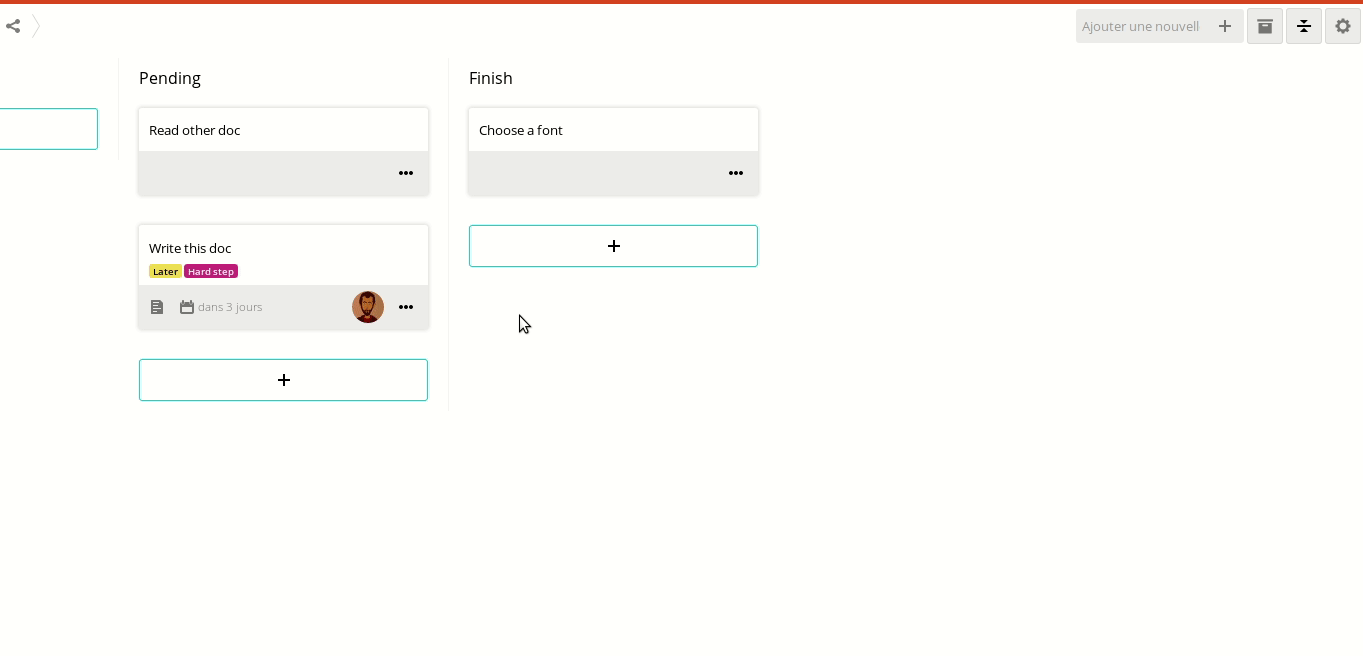 Ajouter une nouvell
Pending
Finish
Read other doc
Choose a font
Write this doc
Later Hard step
dans 3 jours